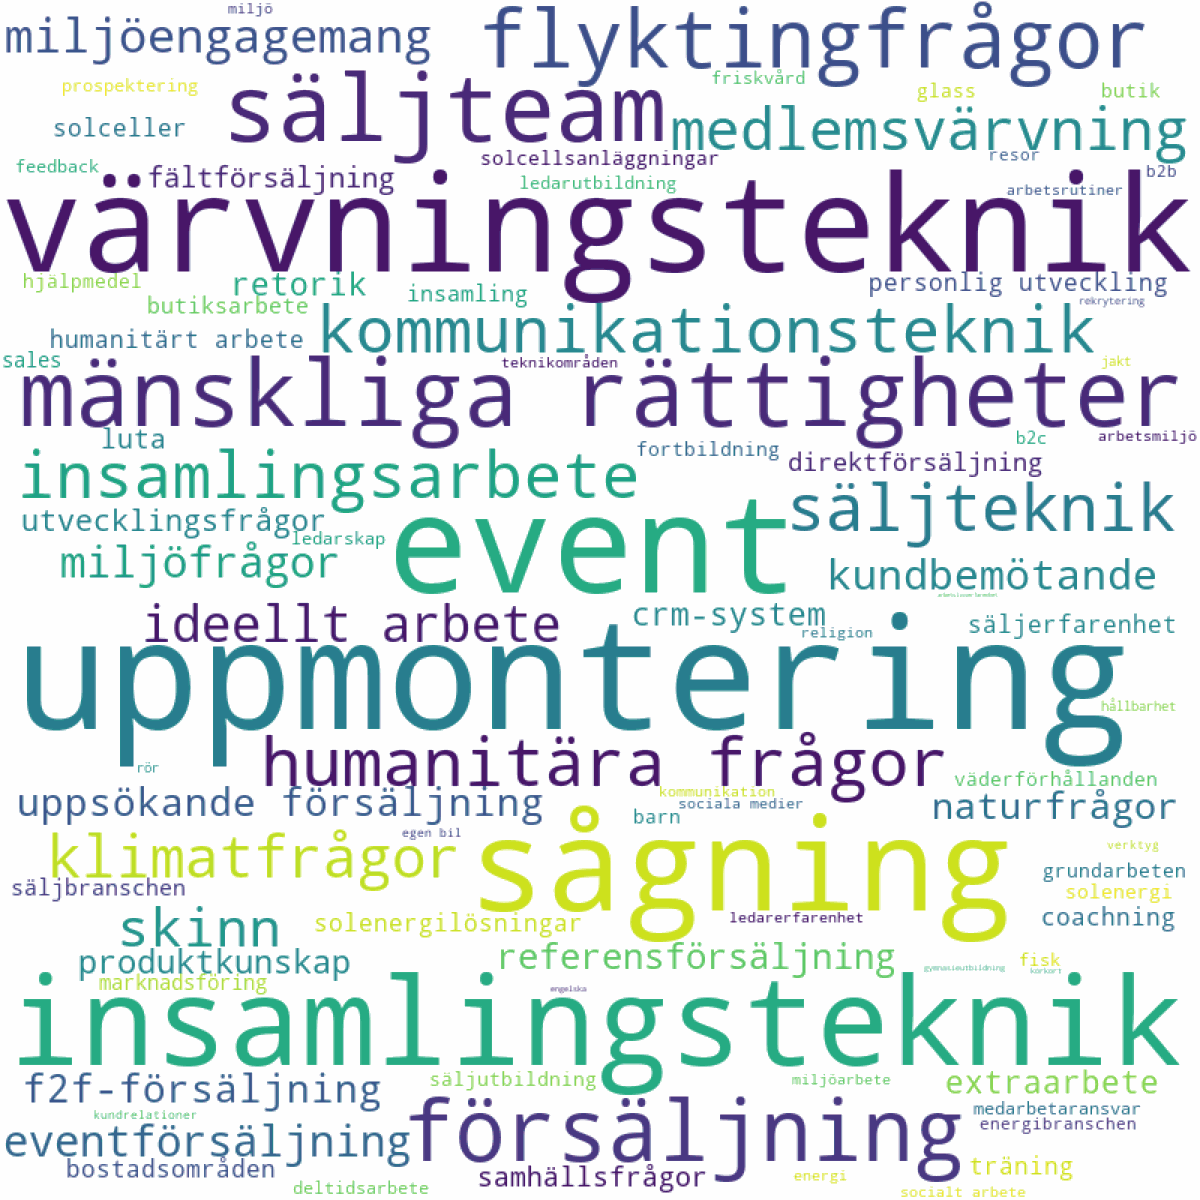 miljö
miljöengagemang
flyktingfrågor
prospektering
säljteam
friskvård
glass
butik
solceller
medlemsvärvning
feedback
fältförsäljning
solcellsanläggningar
ledarutbildning
resor
b2b
arbetsrutiner
värvningsteknik
hjälpmedel
retorik
insamling
personlig utveckling
butiksarbete
rekrytering
humanitärt arbete
kommunikationsteknik
sales
teknikområden
jakt
mänskliga rättigheter
luta
fortbildning
b2c
arbetsmiljö
insamlingsarbete
direktförsäljning
utvecklingsfrågor
event
säljteknik
ledarskap
miljöfrågor
kundbemötande
ideellt arbete
crm-system
religion
säljerfarenhet
uppmontering
hållbarhet
rör
humanitära frågor
väderförhållanden
uppsökande försäljning
kommunikation
sociala medier
barn
naturfrågor
klimatfrågor
egen bil
sågning
verktyg
säljbranschen
grundarbeten
solenergi
skinn
solenergilösningar
ledarerfarenhet
coachning
produktkunskap
referensförsäljning
fisk
gymnasieutbildning
körkort
marknadsföring
insamlingsteknik
engelska
f2f-försäljning
säljutbildning
miljöarbete
extraarbete
kundrelationer
försäljning
medarbetaransvar
energibranschen
eventförsäljning
bostadsområden
samhällsfrågor
energi
träning
deltidsarbete
socialt arbete